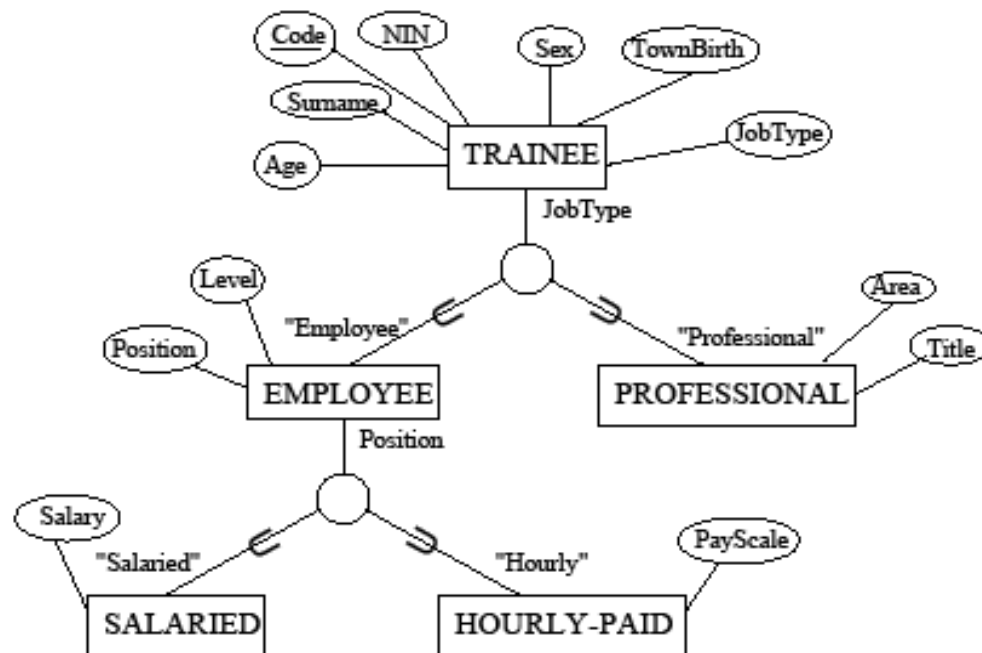 Code
NIN
Sex
TownBirth
Surname
JobType
Age
TRAINEE
JobType
Level
Area
"Employee"
"Professional"
Position
Title
EMPLOYEE
PROFESSIONAL
Position
Salary
PayScale
"Salaried"
"Hourly"
SALARIED
HOURLY-PAID